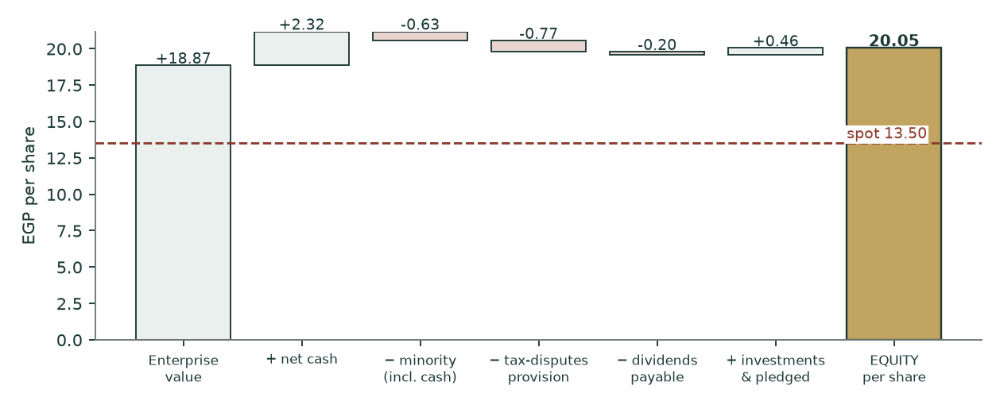 +18.87
+2.32
-0.63
-0.77
-0.20
+0.46
20.05
spot 13.50
EGP per share
20.0
17.5
15.0
12.5
10.0
7.5
5.0
2.5
0.0
Enterprise
value
+ net cash
− minority
(incl. cash)
− tax-disputes
provision
− dividends
payable
+ investments
& pledged
EQUITY
per share